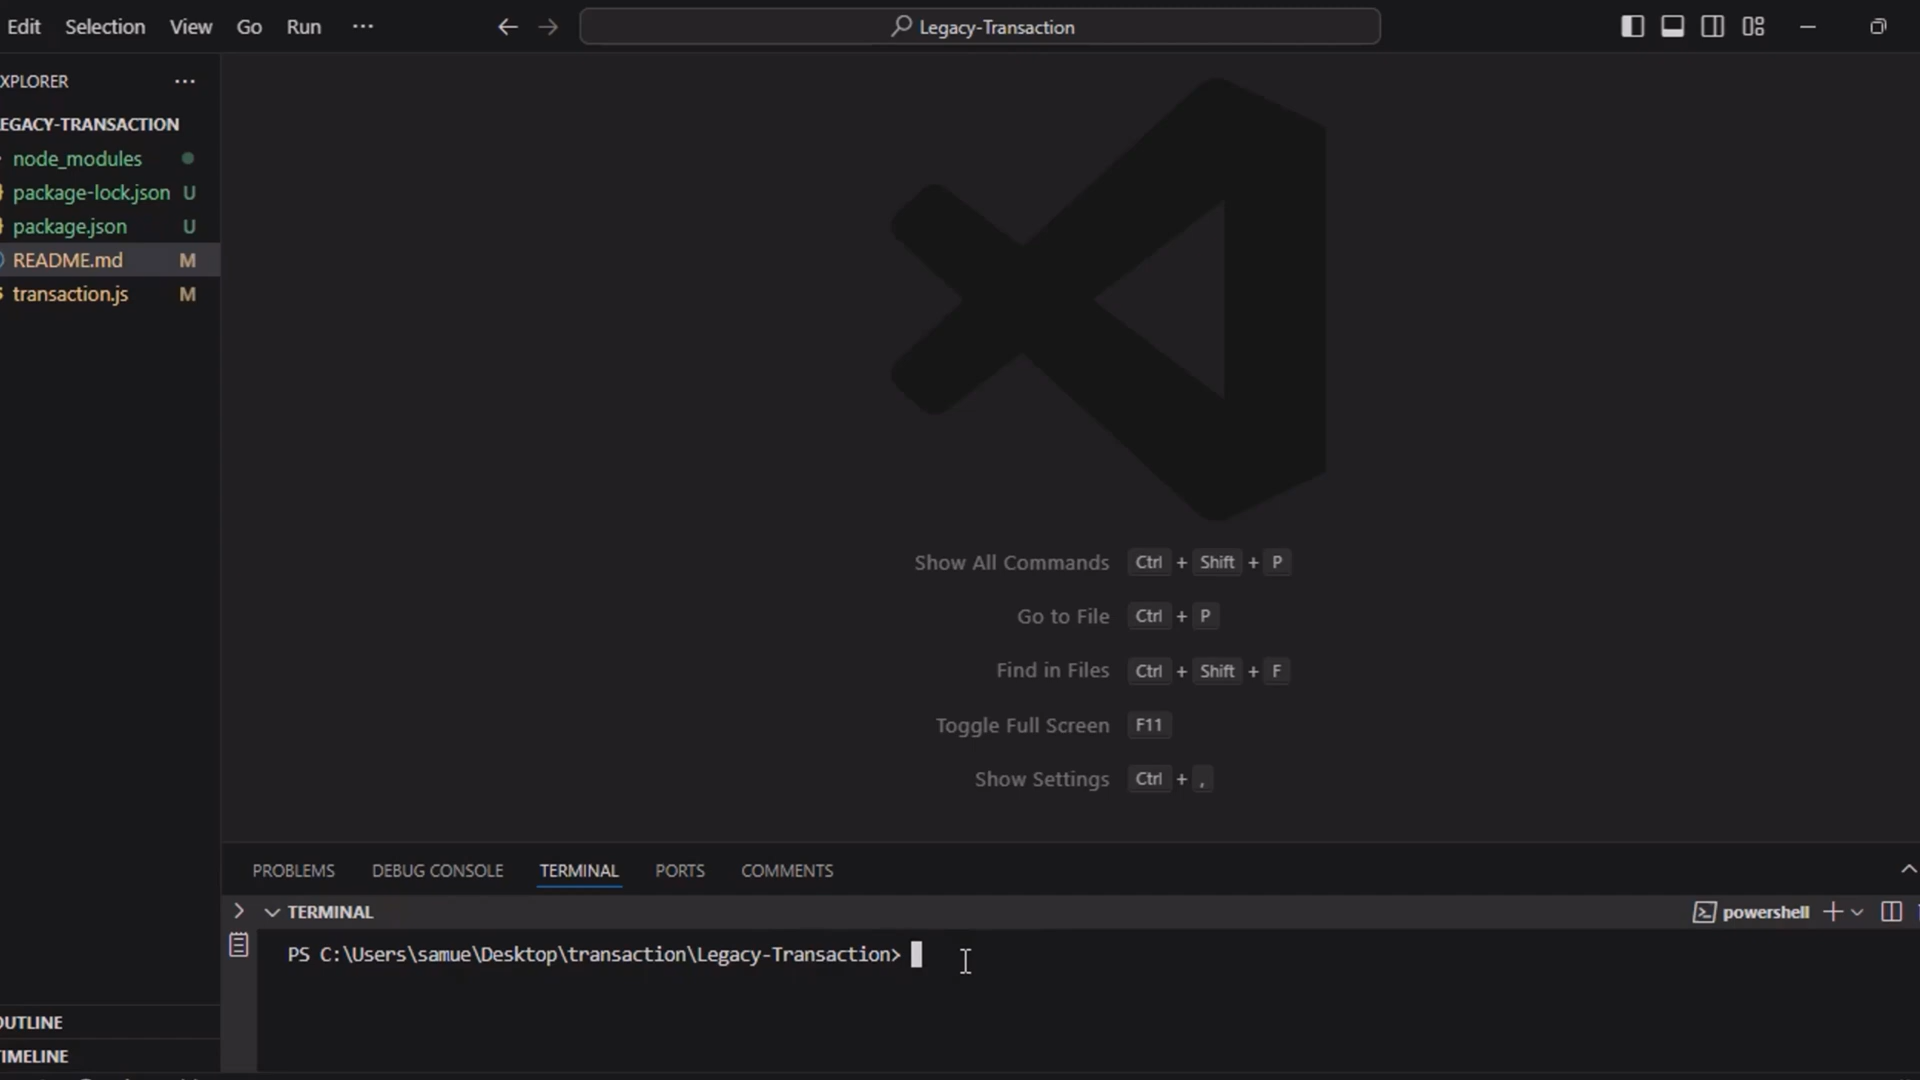 Edit Selection View Go Run ···
Legacy-Transaction
XPLORER ···
EGACY-TRANSACTION
node_modules
package-lock.json U
package.json U
README.md M
transaction.js M
Show All Commands Ctrl + Shift + P
Go to File Ctrl + P
Find in Files Ctrl + Shift + F
Toggle Full Screen F11
Show Settings Ctrl + ,
PROBLEMS DEBUG CONSOLE TERMINAL PORTS COMMENTS
TERMINAL
powershell
PS C:\Users\samue\Desktop\transaction\Legacy-Transaction>
OUTLINE
TIMELINE